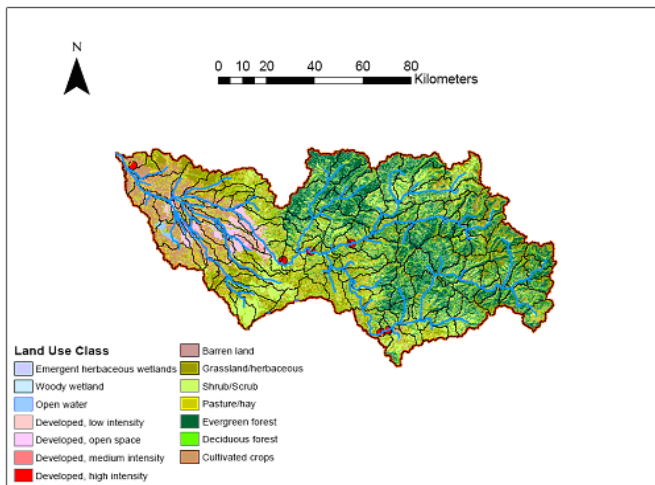 N
0 10 20 40 60 80
Kilometers
Land Use Class
Emergent herbaceous wetlands
Woody wetland
Open water
Developed, low intensity
Developed, open space
Developed, medium intensity
Developed, high intensity
Barren land
Grassland/herbaceous
Shrub/Scrub
Pasture/hay
Evergreen forest
Deciduous forest
Cultivated crops